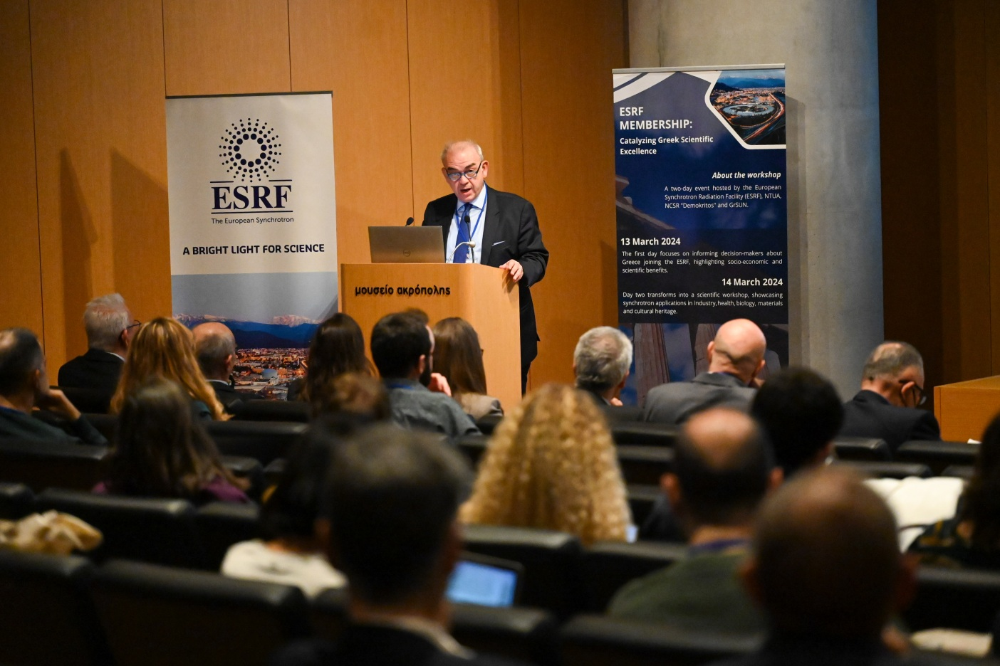 ESRF
The European Synchrotron
A BRIGHT LIGHT FOR SCIENCE
μουσείο ακρόπολης
ESRF
MEMBERSHIP:
Catalyzing Greek Scientific
Excellence
About the workshop
A two-day event hosted by the European
Synchrotron Radiation Facility (ESRF), NTUA,
NCSR "Demokritos" and GrSUN.
13 March 2024
The first day focuses on informing decision-makers about
Greece joining the ESRF, highlighting socio-economic and
scientific benefits.
14 March 2024
Day two transforms into a scientific workshop, showcasing
synchrotron applications in industry, health, biology, materials
and cultural heritage.